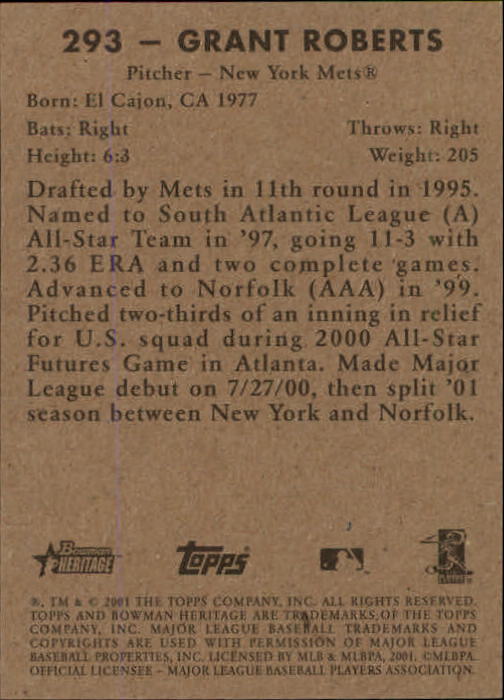 293 – GRANT ROBERTS
Pitcher – New York Mets®
Born: El Cajon, CA 1977
Bats: Right Throws: Right
Height: 6:3 Weight: 205
Drafted by Mets in 11th round in 1995.
Named to South Atlantic League (A)
All-Star Team in '97, going 11-3 with
2.36 ERA and two complete games.
Advanced to Norfolk (AAA) in '99.
Pitched two-thirds of an inning in relief
for U.S. squad during 2000 All-Star
Futures Game in Atlanta. Made Major
League debut on 7/27/00, then split '01
season between New York and Norfolk.
Bowman HERITAGE Topps
®, TM & © 2001 THE TOPPS COMPANY, INC. ALL RIGHTS RESERVED.
TOPPS AND BOWMAN HERITAGE ARE TRADEMARKS OF THE TOPPS
COMPANY, INC. MAJOR LEAGUE BASEBALL TRADEMARKS AND
COPYRIGHTS ARE USED WITH PERMISSION OF MAJOR LEAGUE
BASEBALL PROPERTIES, INC. LICENSED BY MLB & MLBPA, 2001. ©MLBPA
OFFICIAL LICENSEE – MAJOR LEAGUE BASEBALL PLAYERS ASSOCIATION.